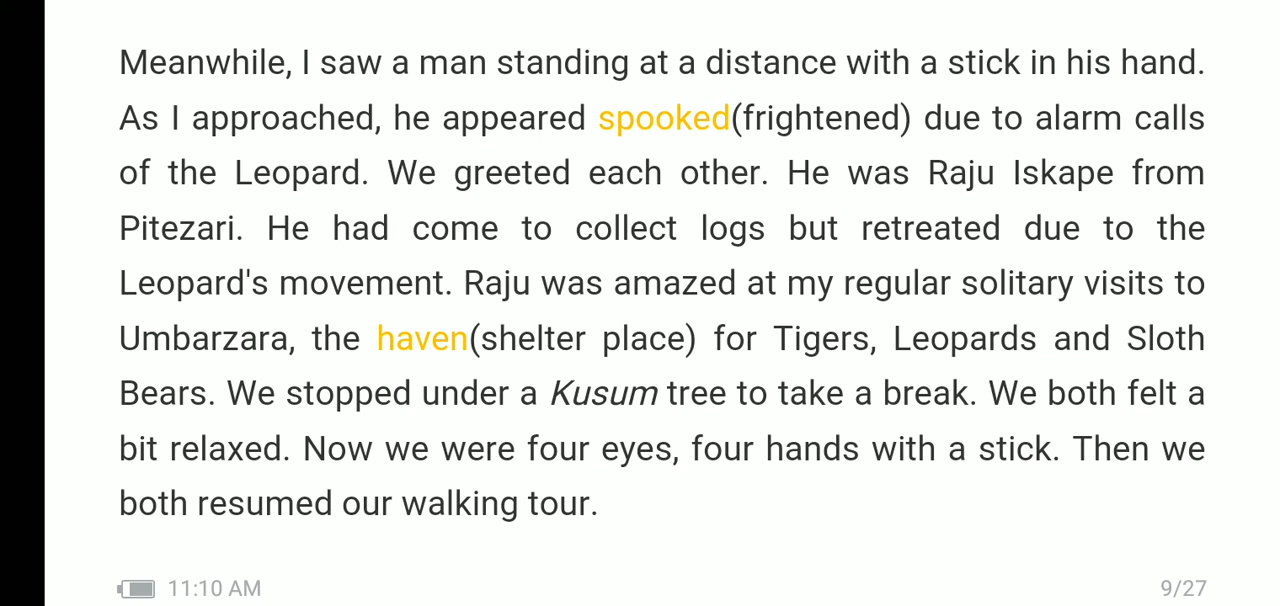 Meanwhile, I saw a man standing at a distance with a stick in his hand.
As I approached, he appeared spooked(frightened) due to alarm calls
of the Leopard. We greeted each other. He was Raju Iskape from
Pitezari. He had come to collect logs but retreated due to the
Leopard's movement. Raju was amazed at my regular solitary visits to
Umbarzara, the haven(shelter place) for Tigers, Leopards and Sloth
Bears. We stopped under a Kusum tree to take a break. We both felt a
bit relaxed. Now we were four eyes, four hands with a stick. Then we
both resumed our walking tour.
11:10 AM 9/27